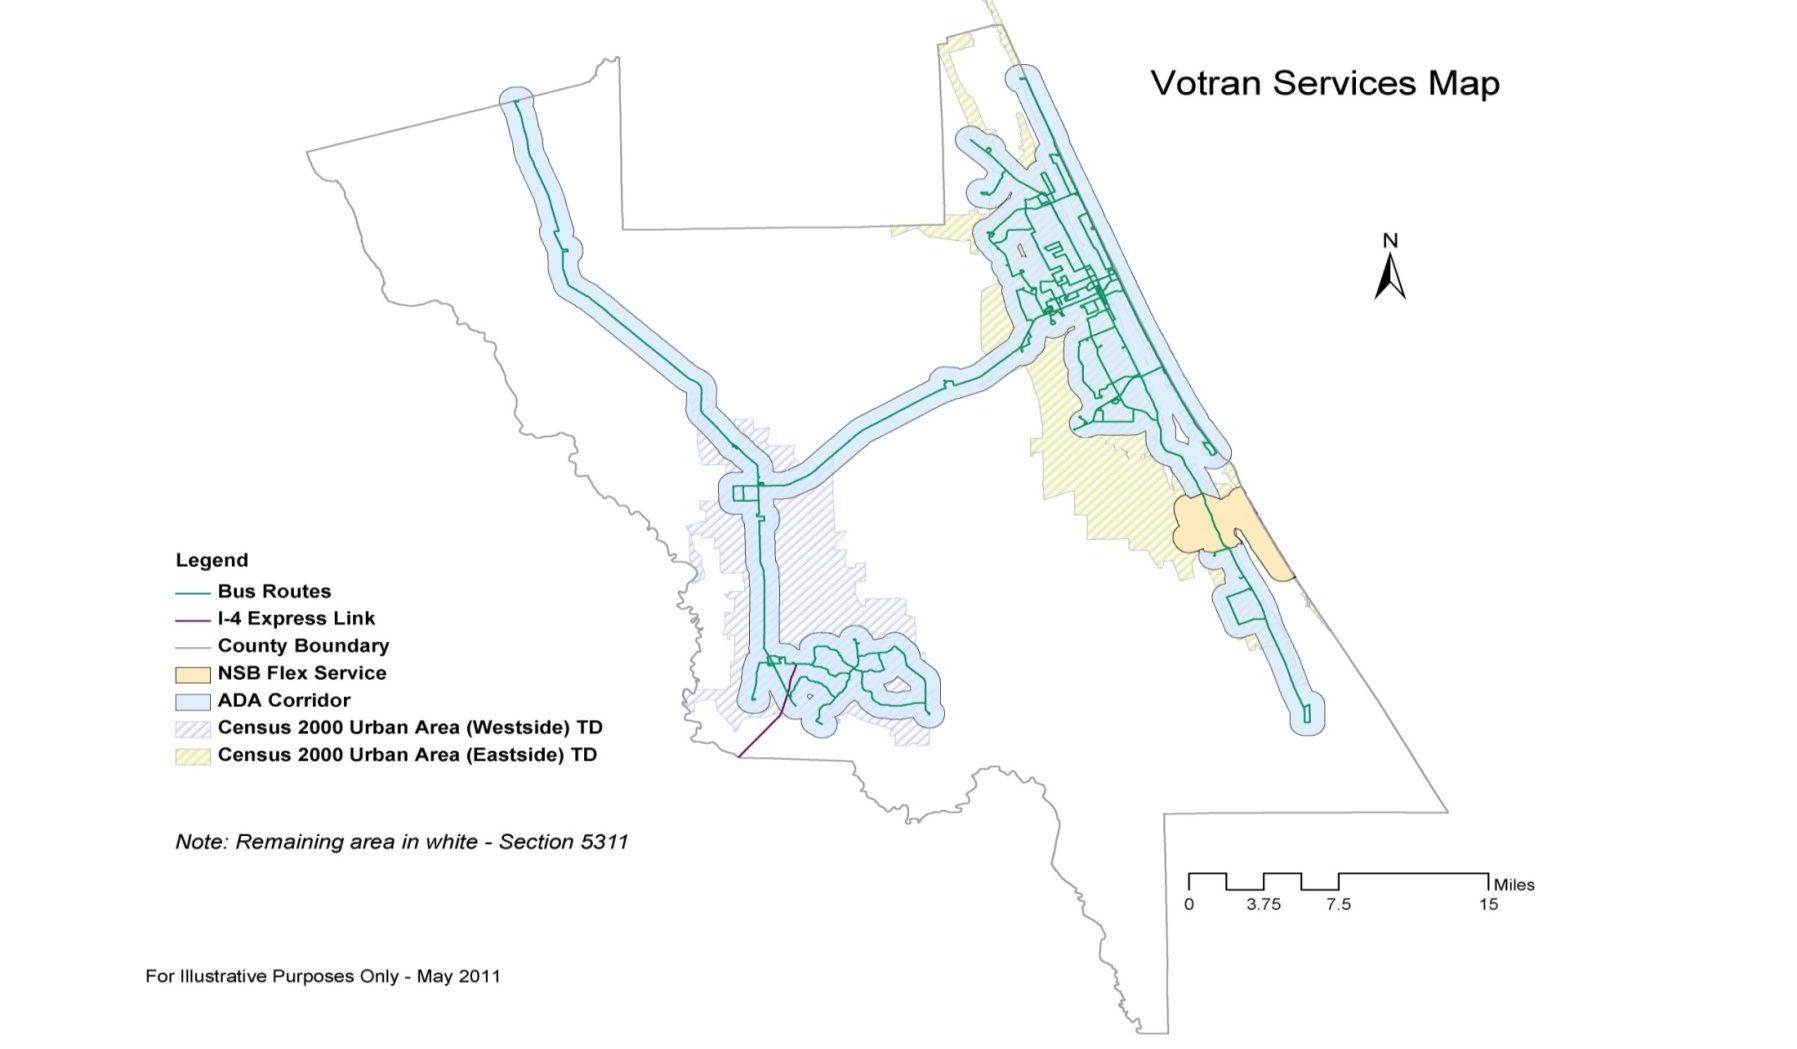 Votran Services Map
N
Legend
Bus Routes
I-4 Express Link
County Boundary
NSB Flex Service
ADA Corridor
Census 2000 Urban Area (Westside) TD
Census 2000 Urban Area (Eastside) TD
Note: Remaining area in white - Section 5311
Miles
0 3.75 7.5 15
For Illustrative Purposes Only - May 2011